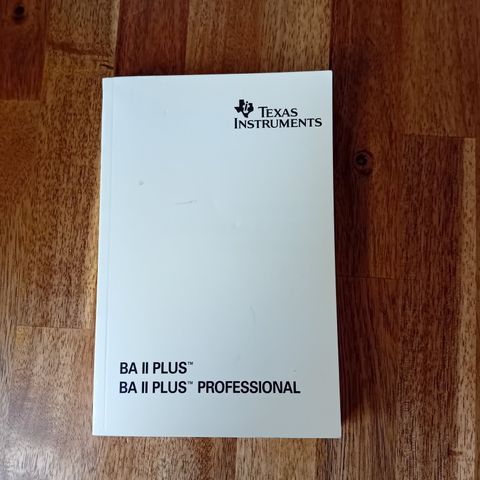 TEXAS
INSTRUMENTS
BA II PLUS™
BA II PLUS™ PROFESSIONAL